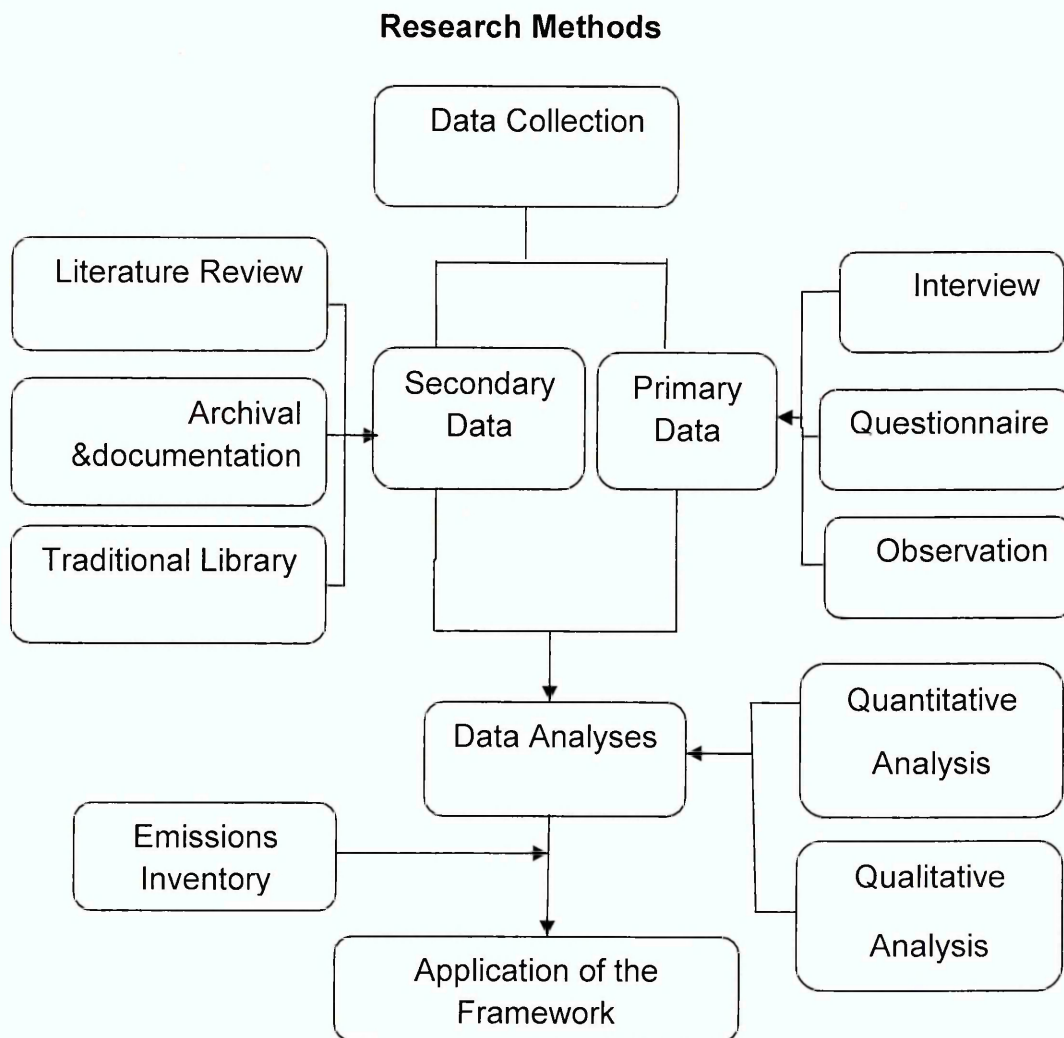 Research Methods
Data Collection
Literature Review
Archival
&documentation
Traditional Library
Secondary
Data
Primary
Data
Interview
Questionnaire
Observation
Data Analyses
Quantitative
Analysis
Qualitative
Analysis
Emissions
Inventory
Application of the
Framework